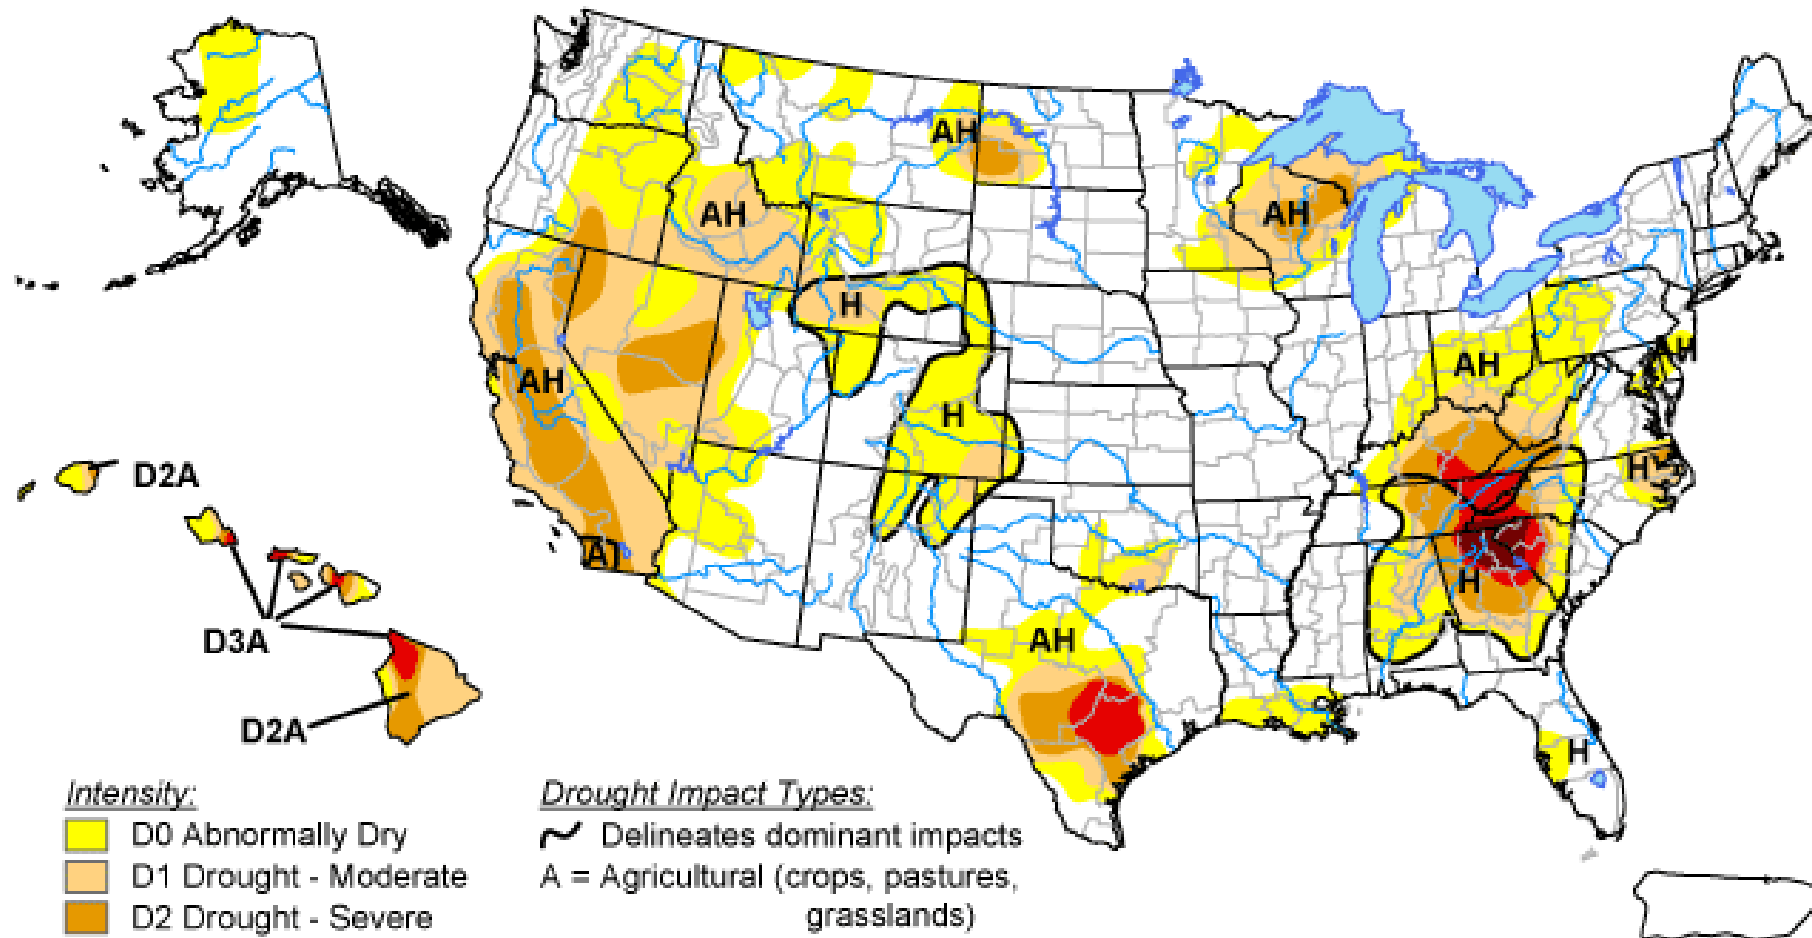 AH
AH
AH
H
AH
AH
AH
H
H
H
D2A
A
H
D3A
AH
D2A
H
Intensity:
D0 Abnormally Dry
D1 Drought - Moderate
D2 Drought - Severe
Drought Impact Types:
Delineates dominant impacts
A = Agricultural (crops, pastures,
grasslands)